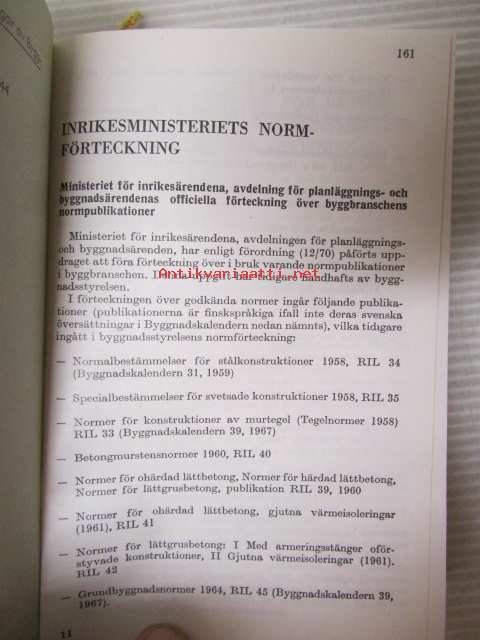 161
INRIKESMINISTERIETS NORM-
FÖRTECKNING
Ministeriet för inrikesärendena, avdelning för planläggnings- och
byggnadsärendenas officiella förteckning över byggbranschens
normpublikationer
Ministeriet för inrikesärendena, avdelningen för planläggnings-
och byggnadsärenden, har enligt förordning (12/70) påförts upp-
draget att föra förteckning över i bruk varande normpublikationer
i byggbranschen. uppgift har tidigare handhafts av bygg-
nadsstyrelsen.
Antikvariaatti.net
I förteckningen över godkända normer ingår följande publika-
tioner (publikationerna är finskspråkiga ifall inte deras svenska
översättningar i Byggnadskalendern nedan nämnts), vilka tidigare
ingått i byggnadsstyrelsens normförteckning:
— Normalbestämmelser för stålkonstruktioner 1958, RIL 34
(Byggnadskalendern 31, 1959)
— Specialbestämmelser för svetsade konstruktioner 1958, RIL 35
— Normer för konstruktioner av murtegel (Tegelnormer 1958)
RIL 33 (Byggnadskalendern 39, 1967)
— Betongmurstensnormer 1960, RIL 40
— Normer för ohärdad lättbetong, Normer för härdad lättbetong,
Normer för lättgrusbetong, publikation RIL 39, 1960
— Normer för ohärdad lättbetong, gjutna värmeisoleringar
(1961), RIL 41
— Normer för lättgrusbetong: I Med armeringsstänger oför-
styvade konstruktioner, II Gjutna värmeisoleringar (1961).
RIL 42
— Grundbyggnadsnormer 1964, RIL 45 (Byggnadskalendern 39,
1967).
11
44